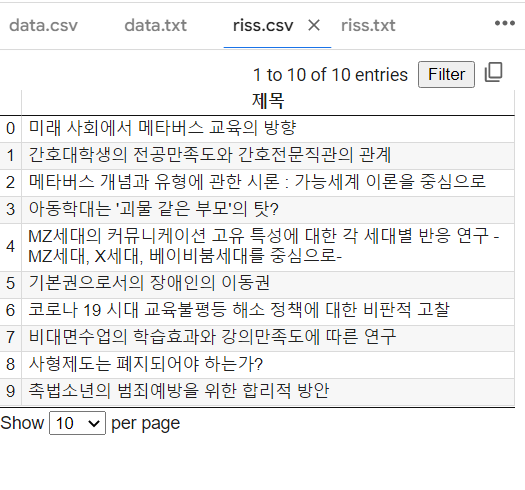 data.csv data.txt riss.csv × riss.txt •••
1 to 10 of 10 entries Filter
제목
0 미래 사회에서 메타버스 교육의 방향
1 간호대학생의 전공만족도와 간호전문직관의 관계
2 메타버스 개념과 유형에 관한 시론 : 가능세계 이론을 중심으로
3 아동학대는 '괴물 같은 부모'의 탓?
4 MZ세대의 커뮤니케이션 고유 특성에 대한 각 세대별 반응 연구 -
MZ세대, X세대, 베이비붐세대를 중심으로-
5 기본권으로서의 장애인의 이동권
6 코로나 19 시대 교육불평등 해소 정책에 대한 비판적 고찰
7 비대면수업의 학습효과와 강의만족도에 따른 연구
8 사형제도는 폐지되어야 하는가?
9 촉법소년의 범죄예방을 위한 합리적 방안
Show 10 per page